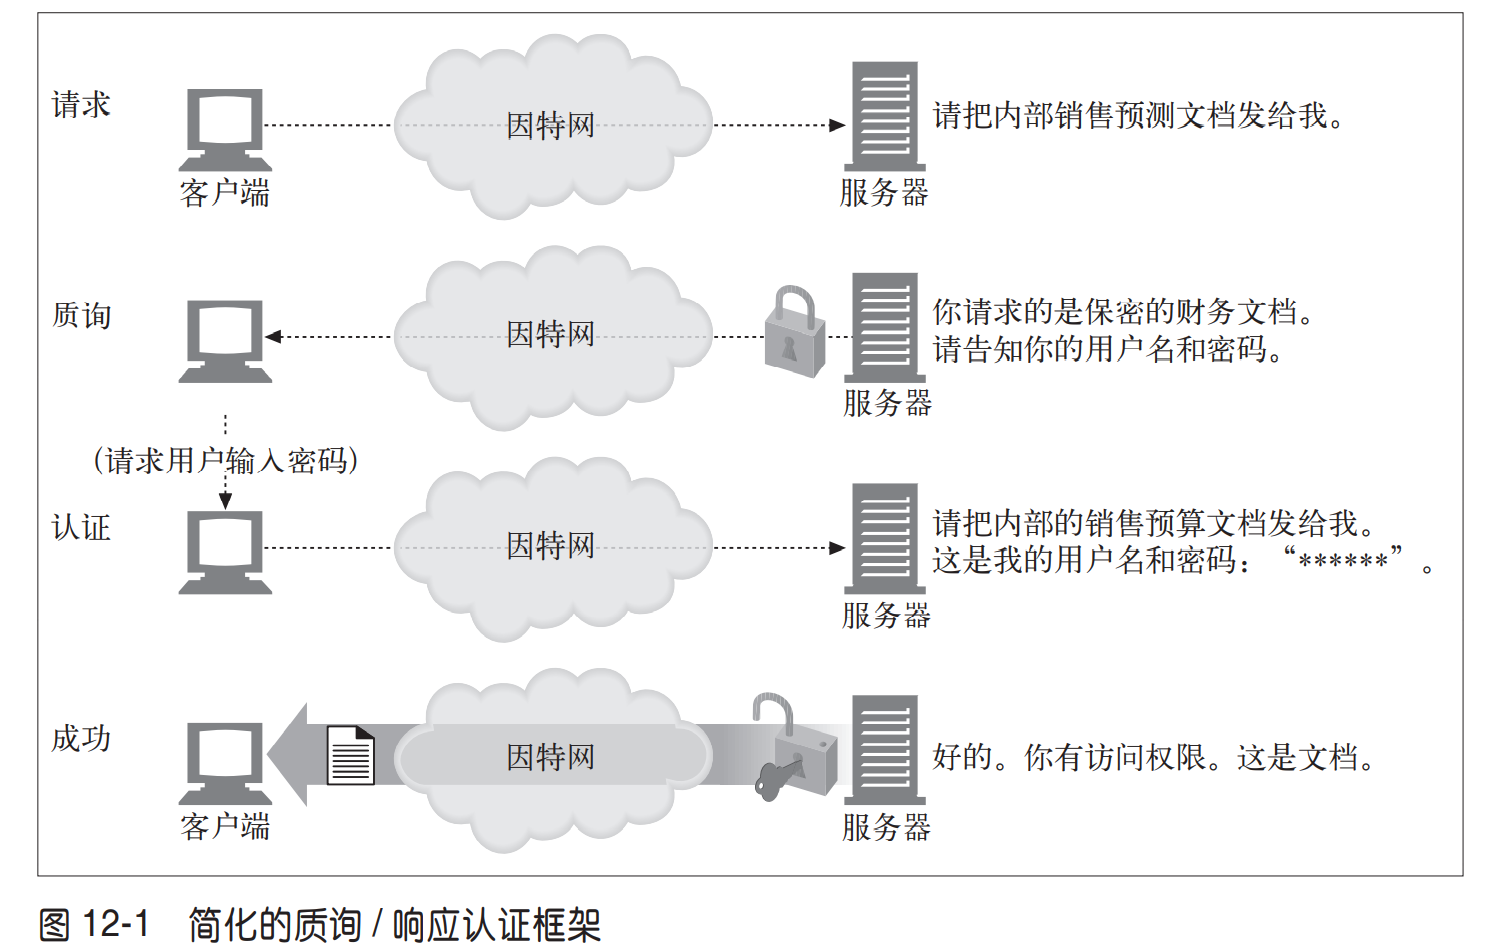 请求
因特网
请把内部销售预测文档发给我。
客户端
服务器
质询
因特网
你请求的是保密的财务文档。
请告知你的用户名和密码。
服务器
(请求用户输入密码)
认证
因特网
请把内部的销售预算文档发给我。
这是我的用户名和密码：“******”。
服务器
成功
因特网
好的。你有访问权限。这是文档。
客户端
服务器
图 12-1 简化的质询 / 响应认证框架